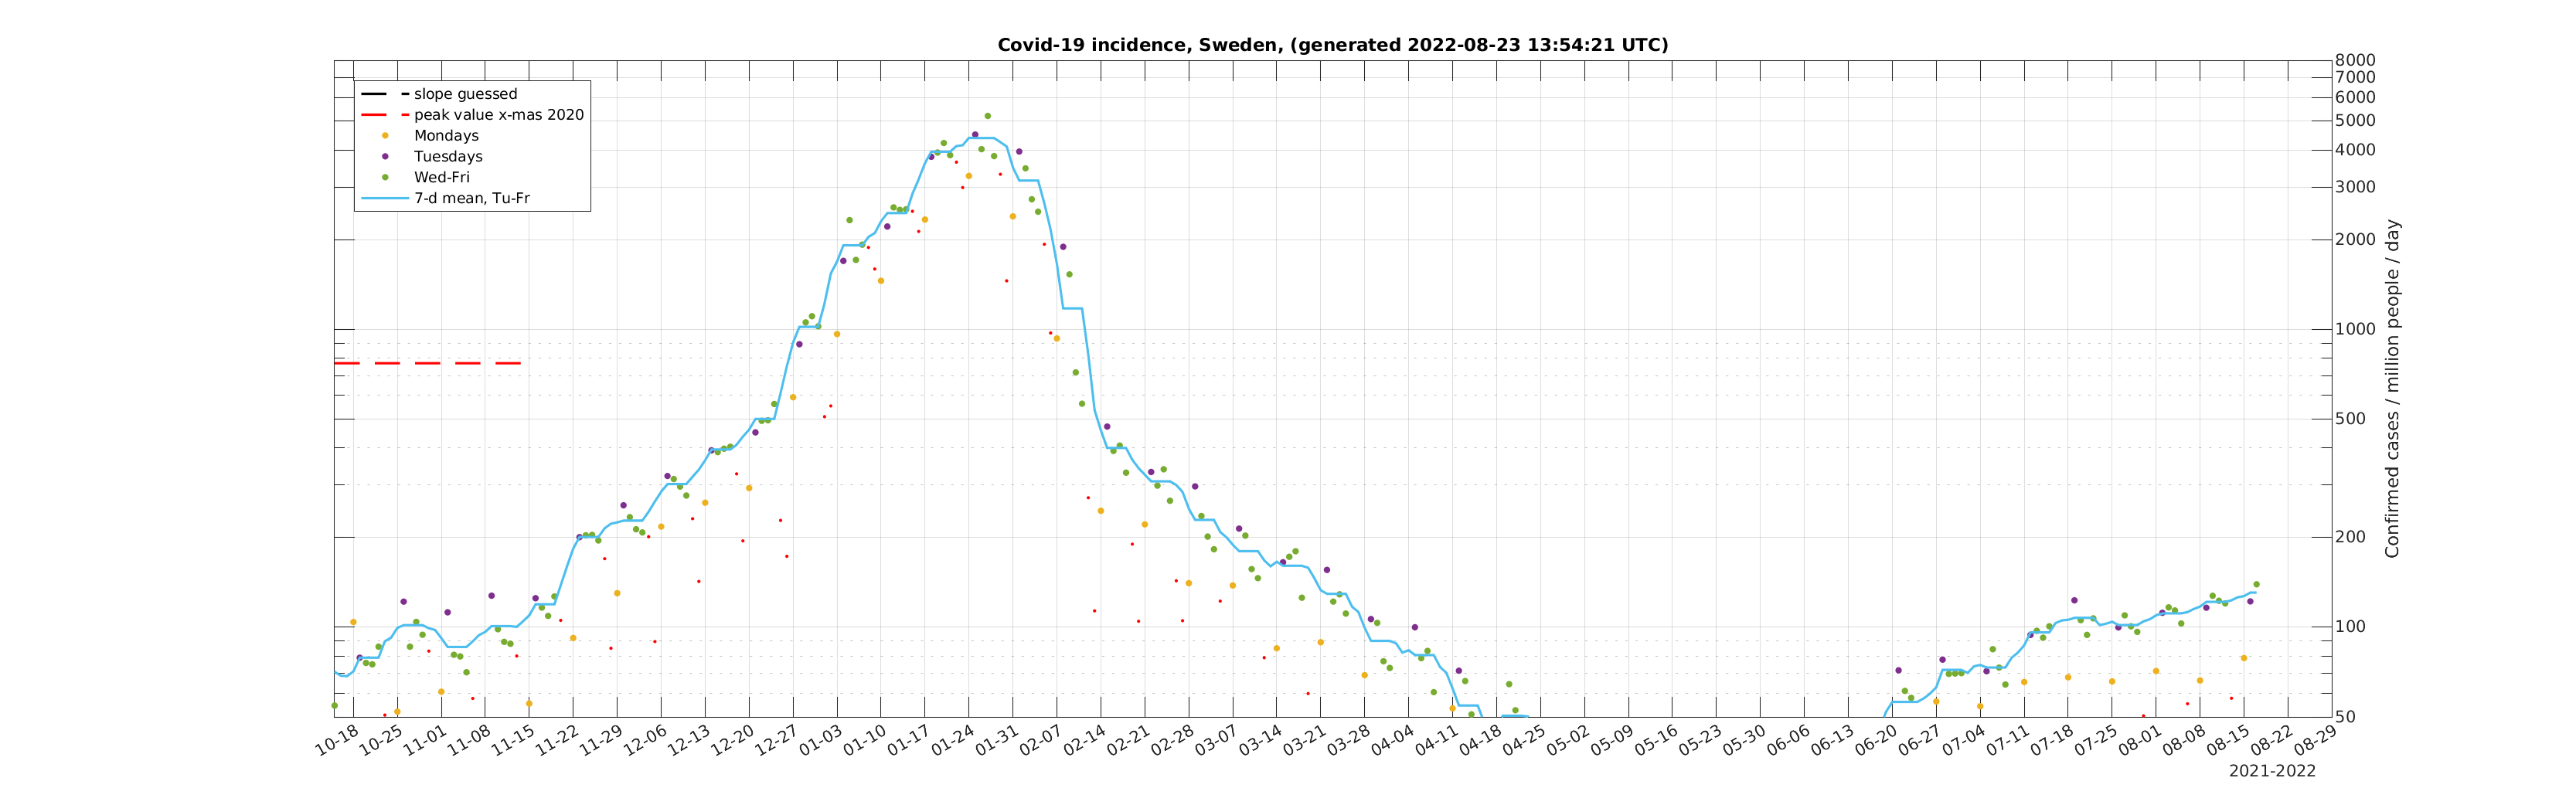 Covid-19 incidence, Sweden, (generated 2022-08-23 13:54:21 UTC)
slope guessed
peak value x-mas 2020
Mondays
Tuesdays
Wed-Fri
7-d mean, Tu-Fr
8000
7000
6000
5000
4000
3000
2000
1000
500
200
100
50
Confirmed cases / million people / day
10-18 10-25 11-01 11-08 11-15 11-22 11-29 12-06 12-13 12-20 12-27 01-03 01-10 01-17 01-24 01-31 02-07 02-14 02-21 02-28 03-07 03-14 03-21 03-28 04-04 04-11 04-18 04-25 05-02 05-09 05-16 05-23 05-30 06-06 06-13 06-20 06-27 07-04 07-11 07-18 07-25 08-01 08-08 08-15 08-22 08-29
2021-2022